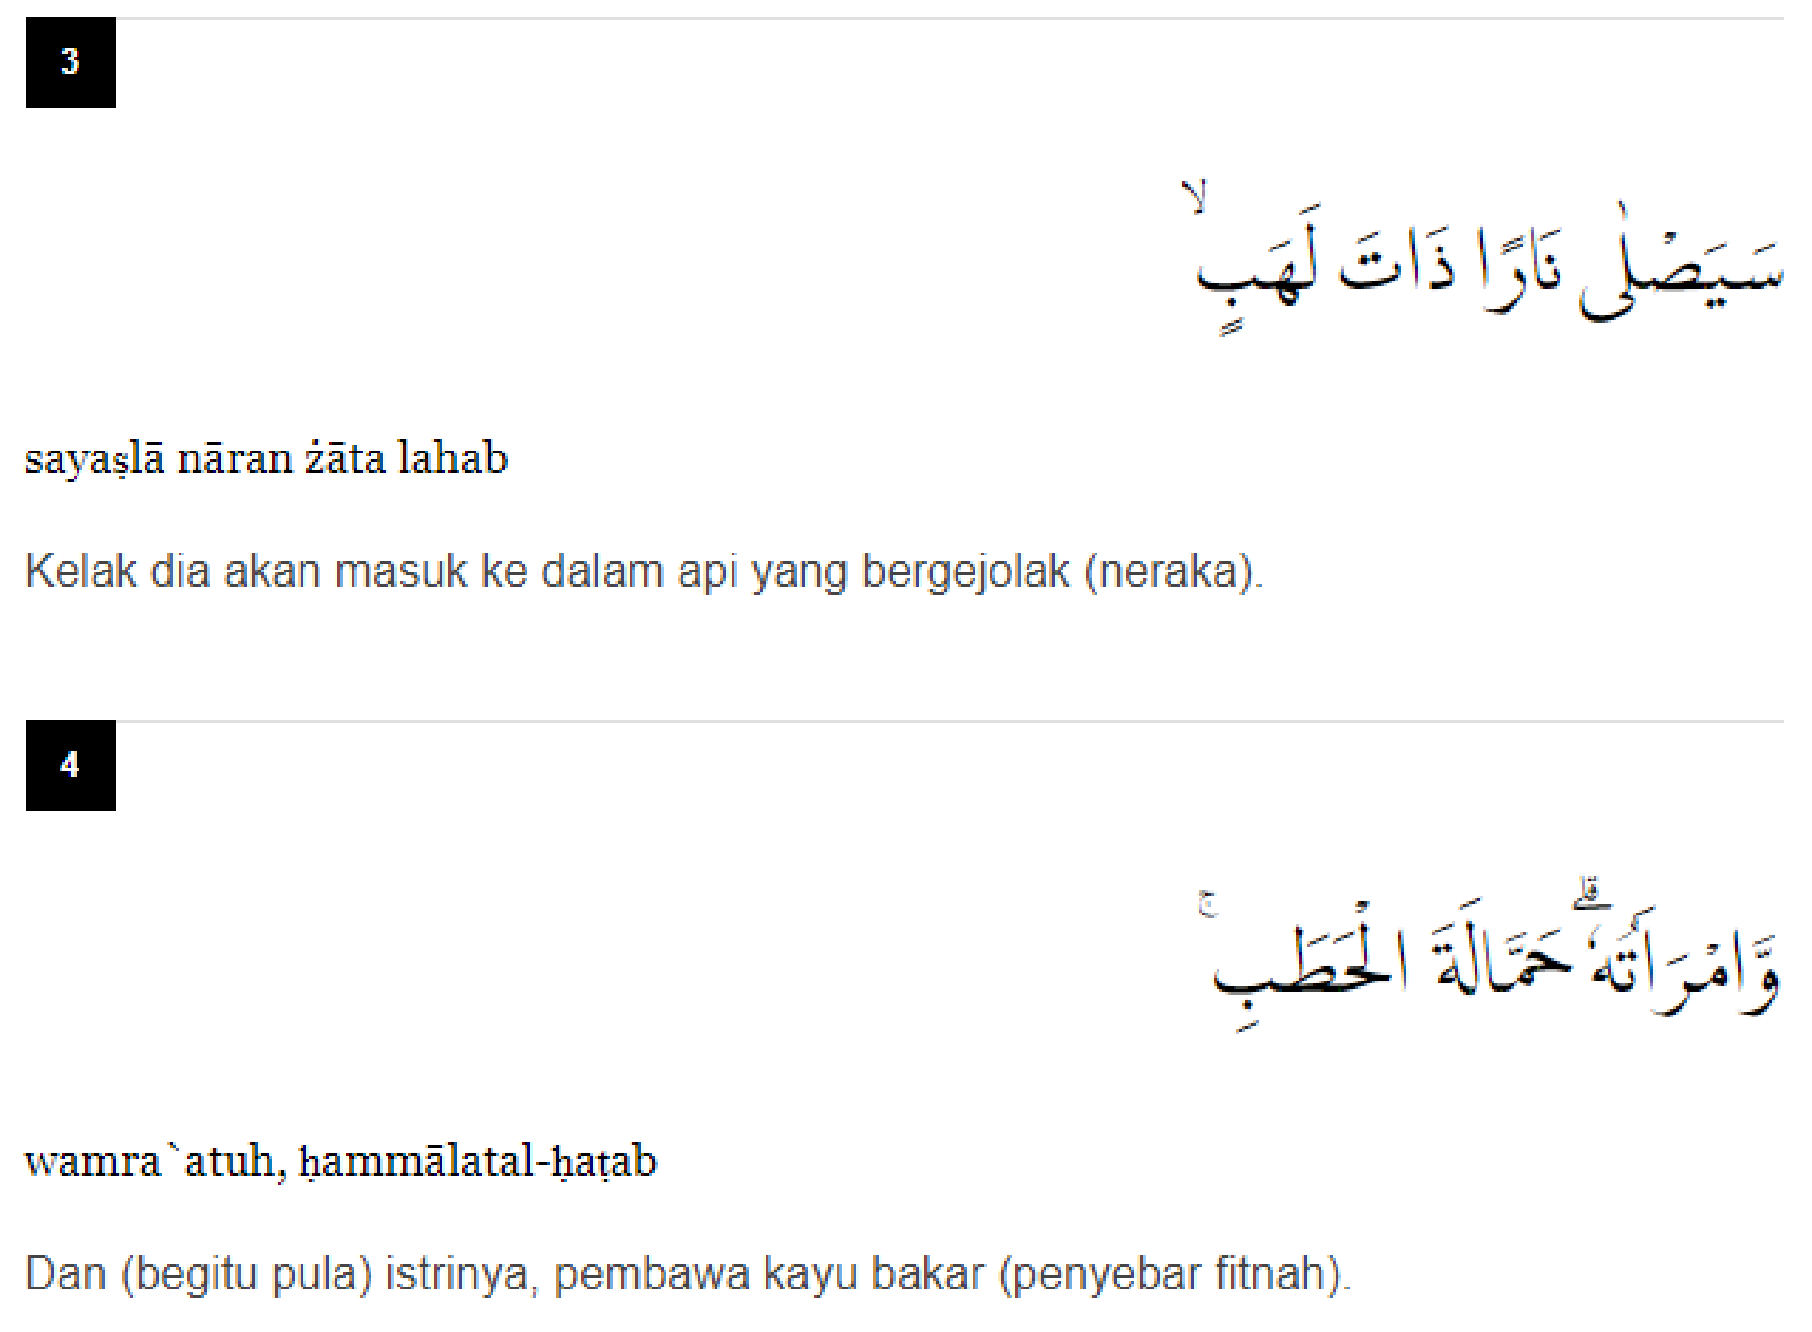 3
سَيَصْلٰى نَارًا ذَاتَ لَهَبٍۙ
sayaṣlā nāran żāta lahab
Kelak dia akan masuk ke dalam api yang bergejolak (neraka).
4
وَّامْرَاَتُهٗ ۗحَمَّالَةَ الْحَطَبِۚ
wamra`atuh, ḥammālatal-ḥaṭab
Dan (begitu pula) istrinya, pembawa kayu bakar (penyebar fitnah).